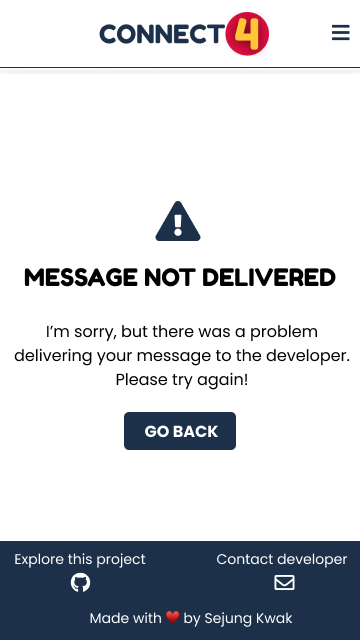 CONNECT4
MESSAGE NOT DELIVERED
I’m sorry, but there was a problem
delivering your message to the developer.
Please try again!
GO BACK
Explore this project
Contact developer
Made with ❤️ by Sejung Kwak